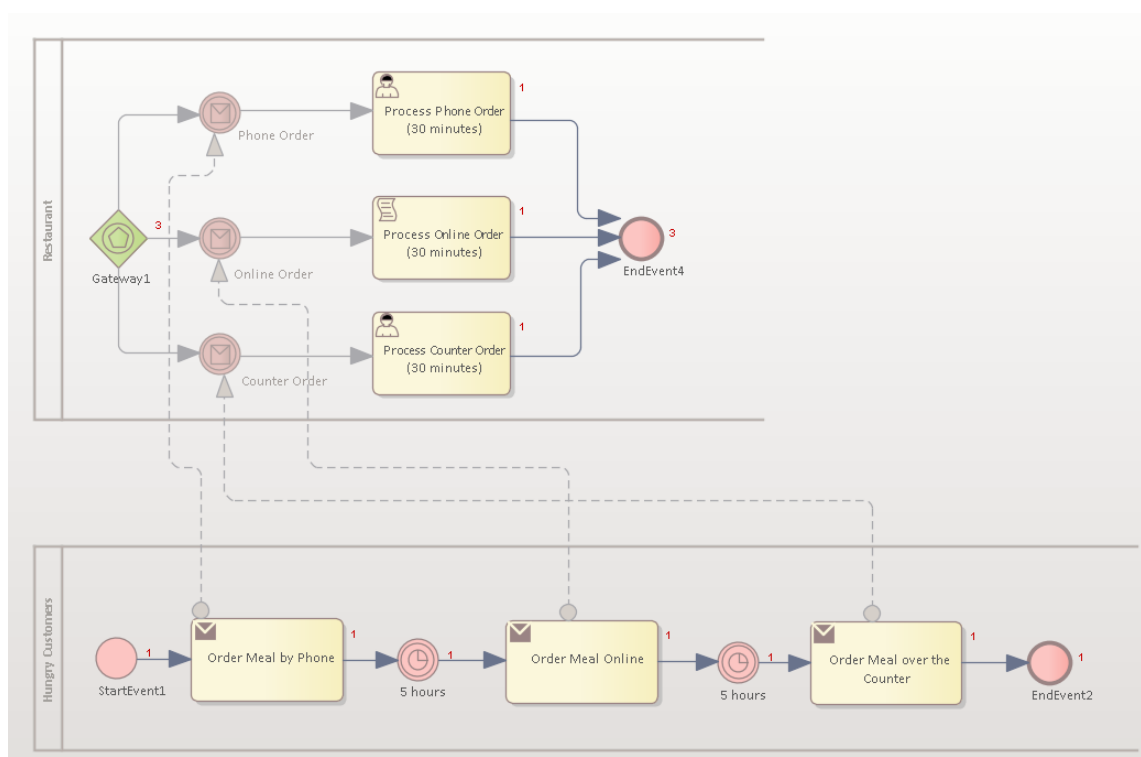 Restaurant
Phone Order
Process Phone Order
(30 minutes)
1
Gateway1
3
Online Order
Process Online Order
(30 minutes)
1
EndEvent4
3
Counter Order
Process Counter Order
(30 minutes)
1
Hungry Customers
StartEvent1
1
Order Meal by Phone
1
5 hours
1
Order Meal Online
1
5 hours
1
Order Meal over the
Counter
1
EndEvent2
1